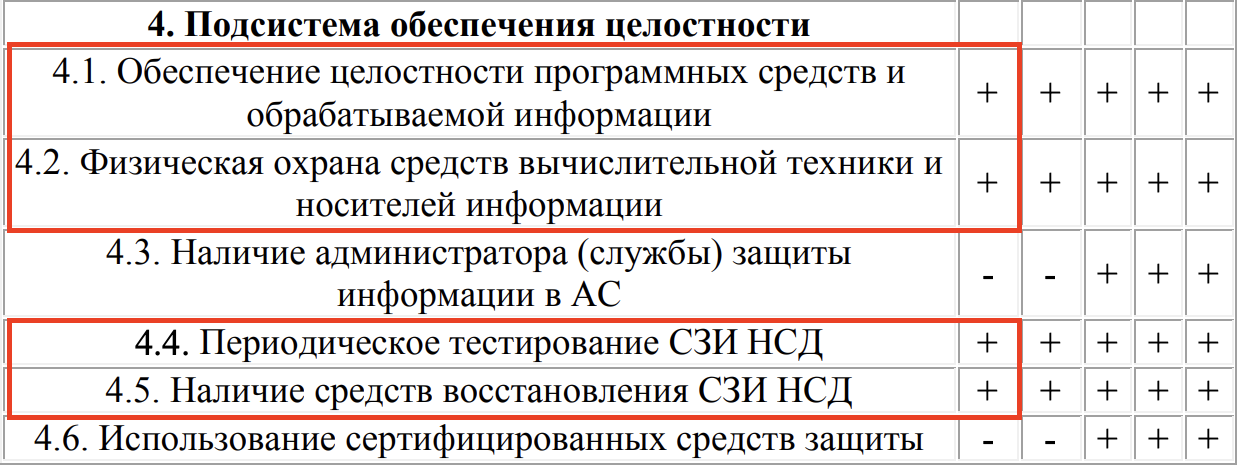 4. Подсистема обеспечения целостности
4.1. Обеспечение целостности программных средств и
обрабатываемой информации
+ + + + +
4.2. Физическая охрана средств вычислительной техники и
носителей информации
+ + + + +
4.3. Наличие администратора (службы) защиты
информации в АС
- - + + +
4.4. Периодическое тестирование СЗИ НСД + + + + +
4.5. Наличие средств восстановления СЗИ НСД + + + + +
4.6. Использование сертифицированных средств защиты - - + + +